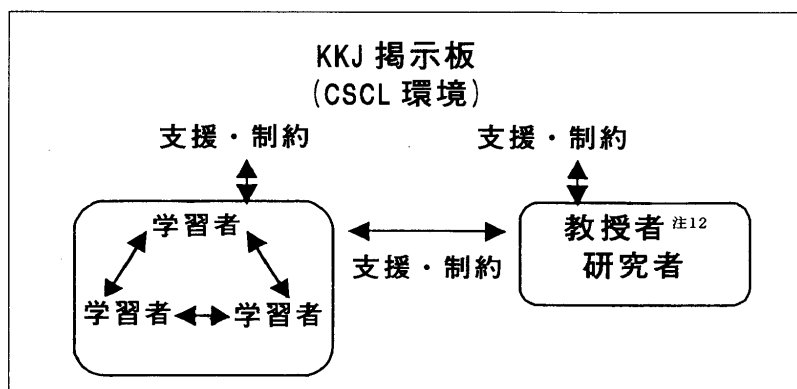 KKJ 掲示板
(CSCL 環境)
支援・制約 支援・制約
学習者
学習者 学習者
支援・制約
教授者 注12
研究者